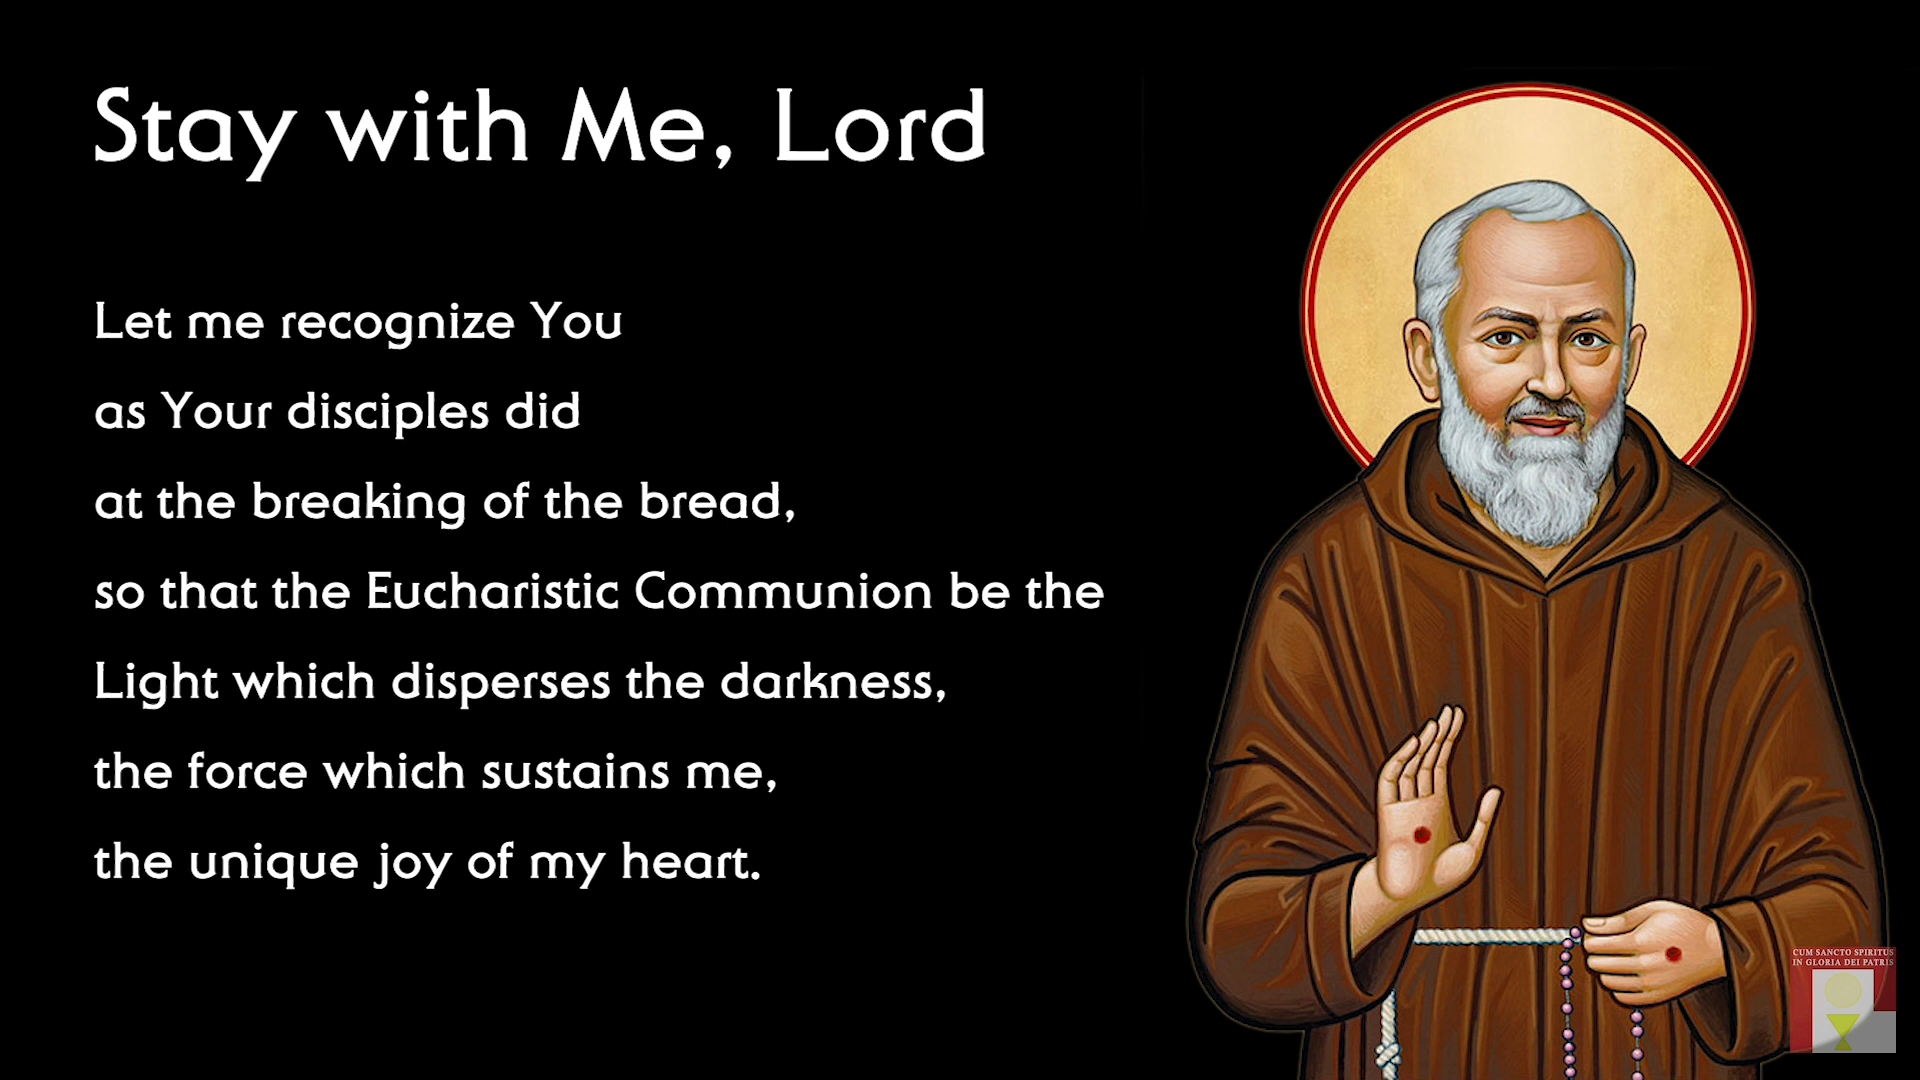 Stay with Me, Lord
Let me recognize You
as Your disciples did
at the breaking of the bread,
so that the Eucharistic Communion be the
Light which disperses the darkness,
the force which sustains me,
the unique joy of my heart.
CUM SANCTO SPIRITUS
IN GLORIA DEI PATRIS